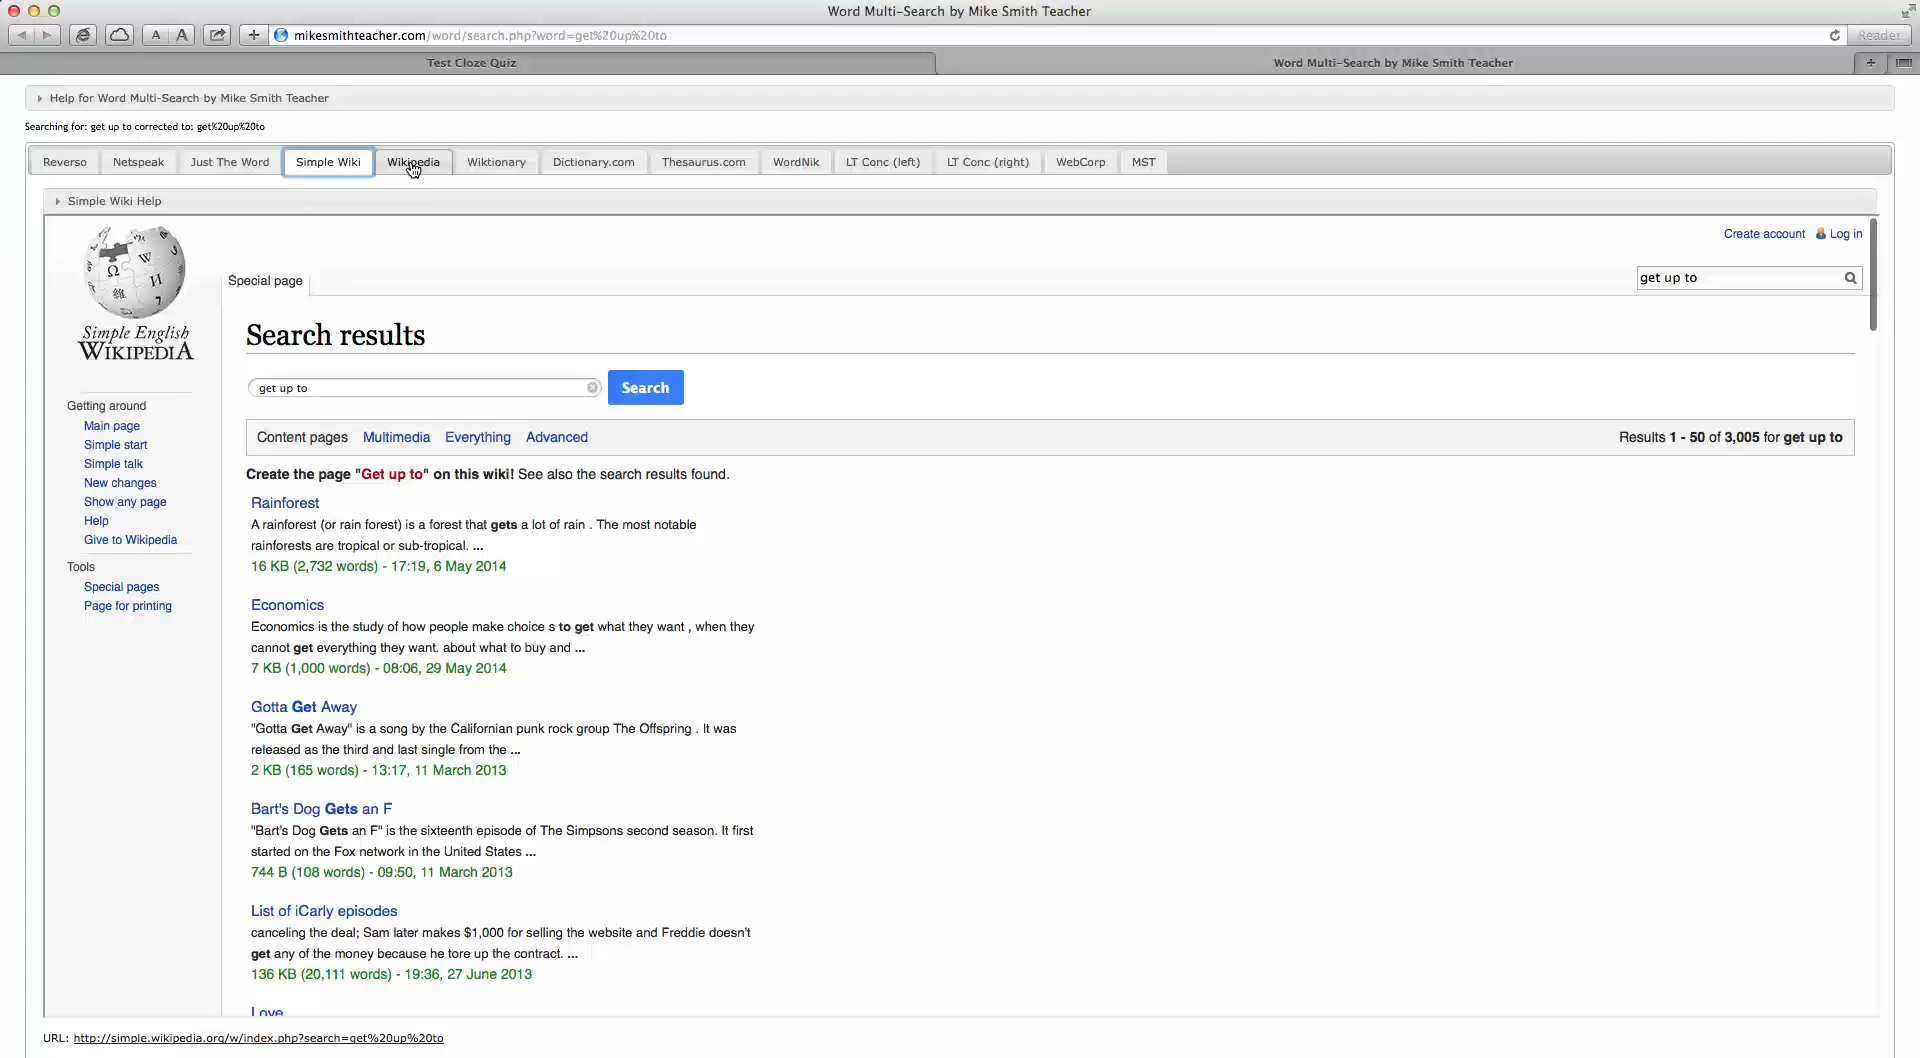 Word Multi-Search by Mike Smith Teacher
A A + mikesmithteacher.com/word/search.php?word=get%20up%20to Reader
Test Cloze Quiz Word Multi-Search by Mike Smith Teacher +
Help for Word Multi-Search by Mike Smith Teacher
Searching for: get up to corrected to: get%20up%20to
Reverso Netspeak Just The Word Simple Wiki Wikipedia Wiktionary Dictionary.com Thesaurus.com WordNik LT Conc (left) LT Conc (right) WebCorp MST
Simple Wiki Help
Create account Log in
Special page
get up to
Simple English
WIKIPEDIA
Search results
get up to Search
Content pages Multimedia Everything Advanced Results 1 - 50 of 3,005 for get up to
Getting around
Main page
Simple start
Simple talk
New changes
Show any page
Help
Give to Wikipedia
Tools
Special pages
Page for printing
Create the page "Get up to" on this wiki! See also the search results found.
Rainforest
A rainforest (or rain forest) is a forest that gets a lot of rain . The most notable
rainforests are tropical or sub-tropical. ...
16 KB (2,732 words) - 17:19, 6 May 2014
Economics
Economics is the study of how people make choice s to get what they want , when they
cannot get everything they want. about what to buy and ...
7 KB (1,000 words) - 08:06, 29 May 2014
Gotta Get Away
"Gotta Get Away" is a song by the Californian punk rock group The Offspring . It was
released as the third and last single from the ...
2 KB (165 words) - 13:17, 11 March 2013
Bart's Dog Gets an F
"Bart's Dog Gets an F" is the sixteenth episode of The Simpsons second season. It first
started on the Fox network in the United States ...
744 B (108 words) - 09:50, 11 March 2013
List of iCarly episodes
canceling the deal; Sam later makes $1,000 for selling the website and Freddie doesn't
get any of the money because he tore up the contract. ...
136 KB (20,111 words) - 19:36, 27 June 2013
Love
URL: http://simple.wikipedia.org/w/index.php?search=get%20up%20to